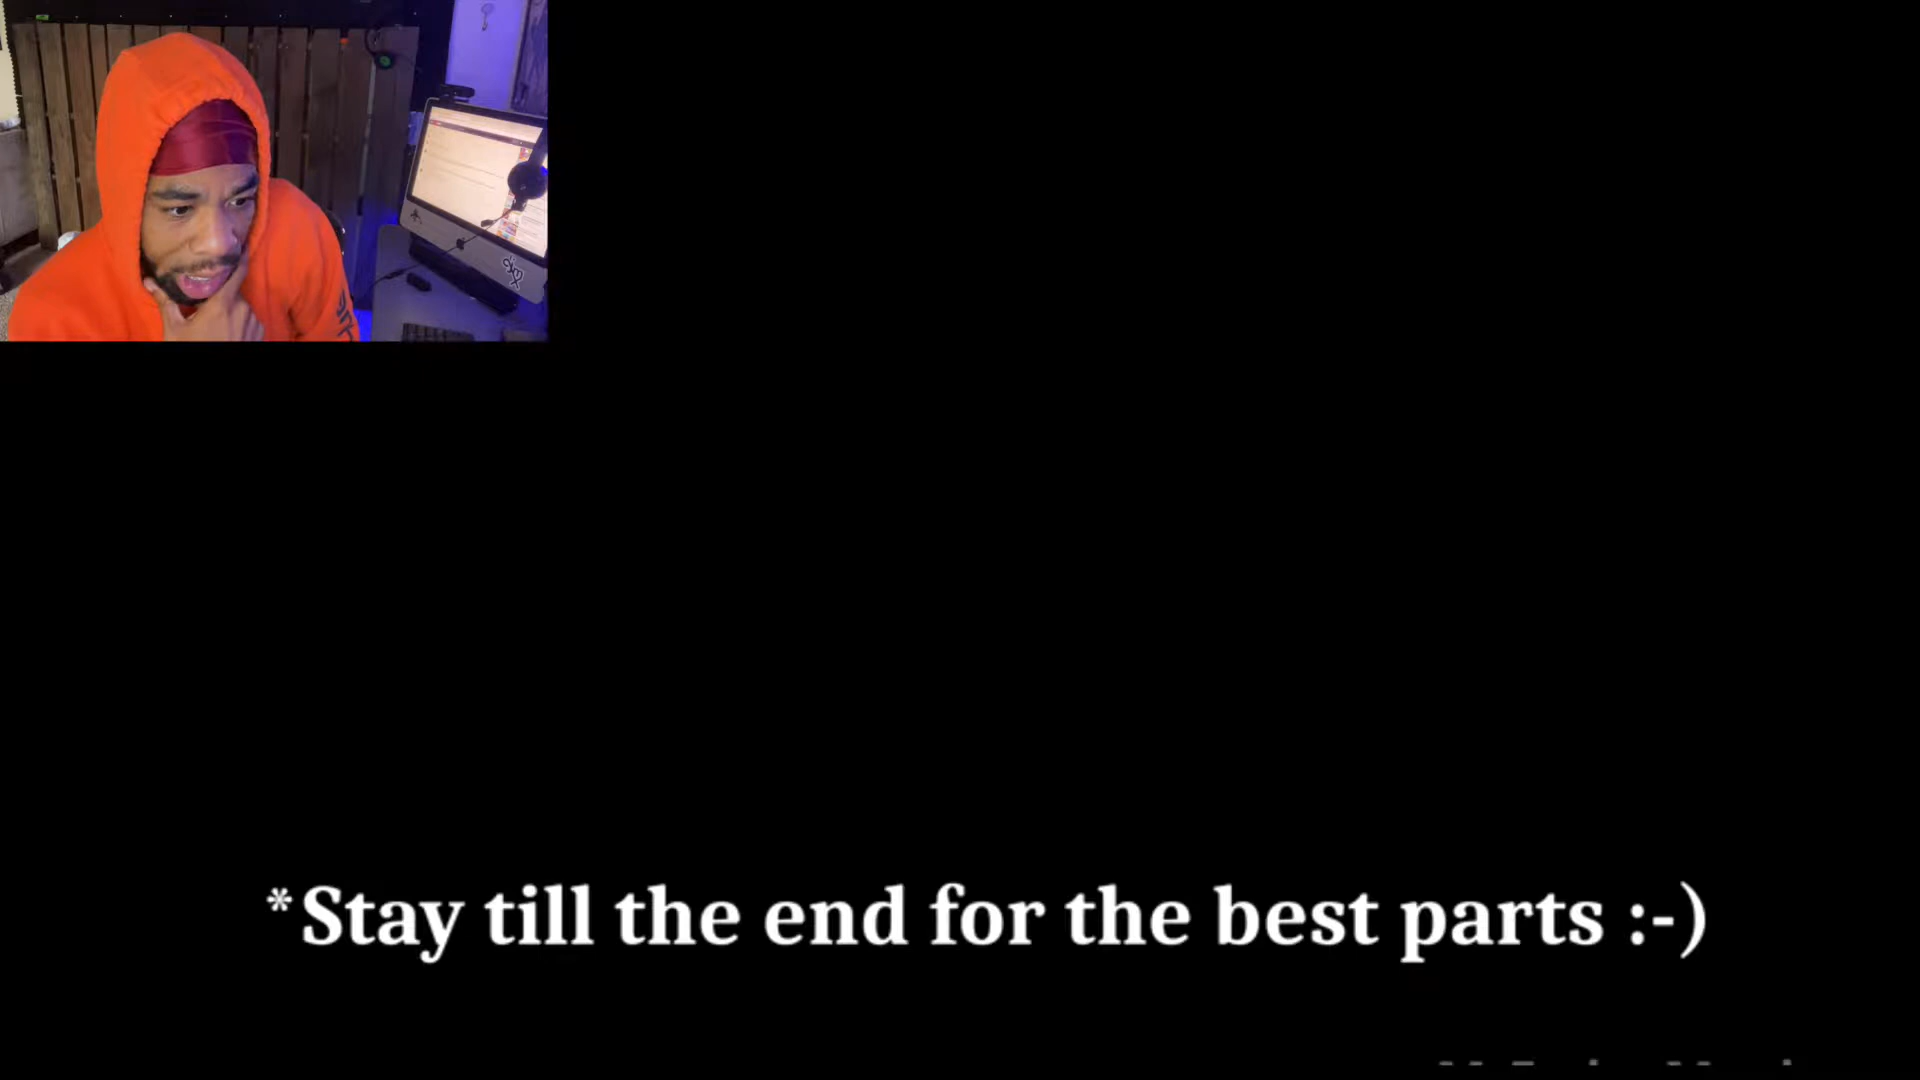 *Stay till the end for the best parts :-)